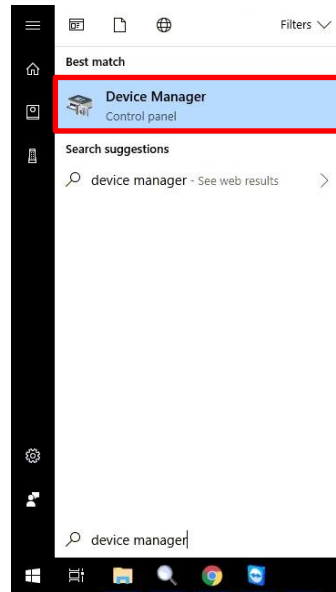 Filters
Best match
Device Manager
Control panel
Search suggestions
device manager - See web results
device manager